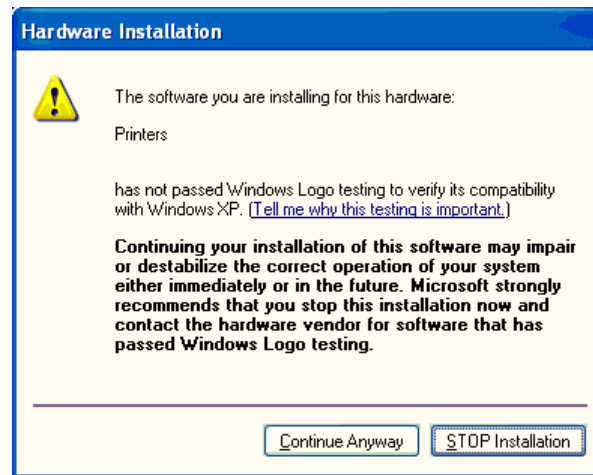 Hardware Installation
The software you are installing for this hardware:
Printers
has not passed Windows Logo testing to verify its compatibility
with Windows XP. (Tell me why this testing is important.)
Continuing your installation of this software may impair
or destabilize the correct operation of your system
either immediately or in the future. Microsoft strongly
recommends that you stop this installation now and
contact the hardware vendor for software that has
passed Windows Logo testing.
Continue Anyway
STOP Installation